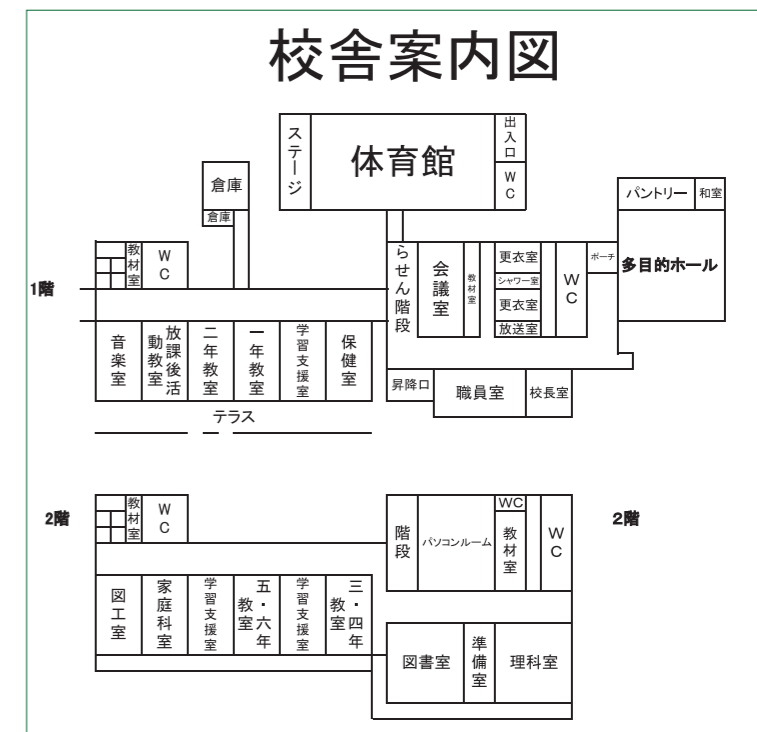 校舎案内図
ステージ
体育館
出入口
WC
倉庫
倉庫
パントリー
和室
教材室
WC
らせん階段
会議室
教材室
更衣室
シャワー室
更衣室
放送室
WC
ポーチ
多目的ホール
1階
音楽室
放課後活動教室
二年教室
一年教室
学習支援室
保健室
昇降口
職員室
校長室
テラス
2階
教材室
WC
階段
パソコンルーム
WC
教材室
WC
2階
図工室
家庭科室
学習支援室
五・六年教室
学習支援室
三・四年教室
図書室
準備室
理科室